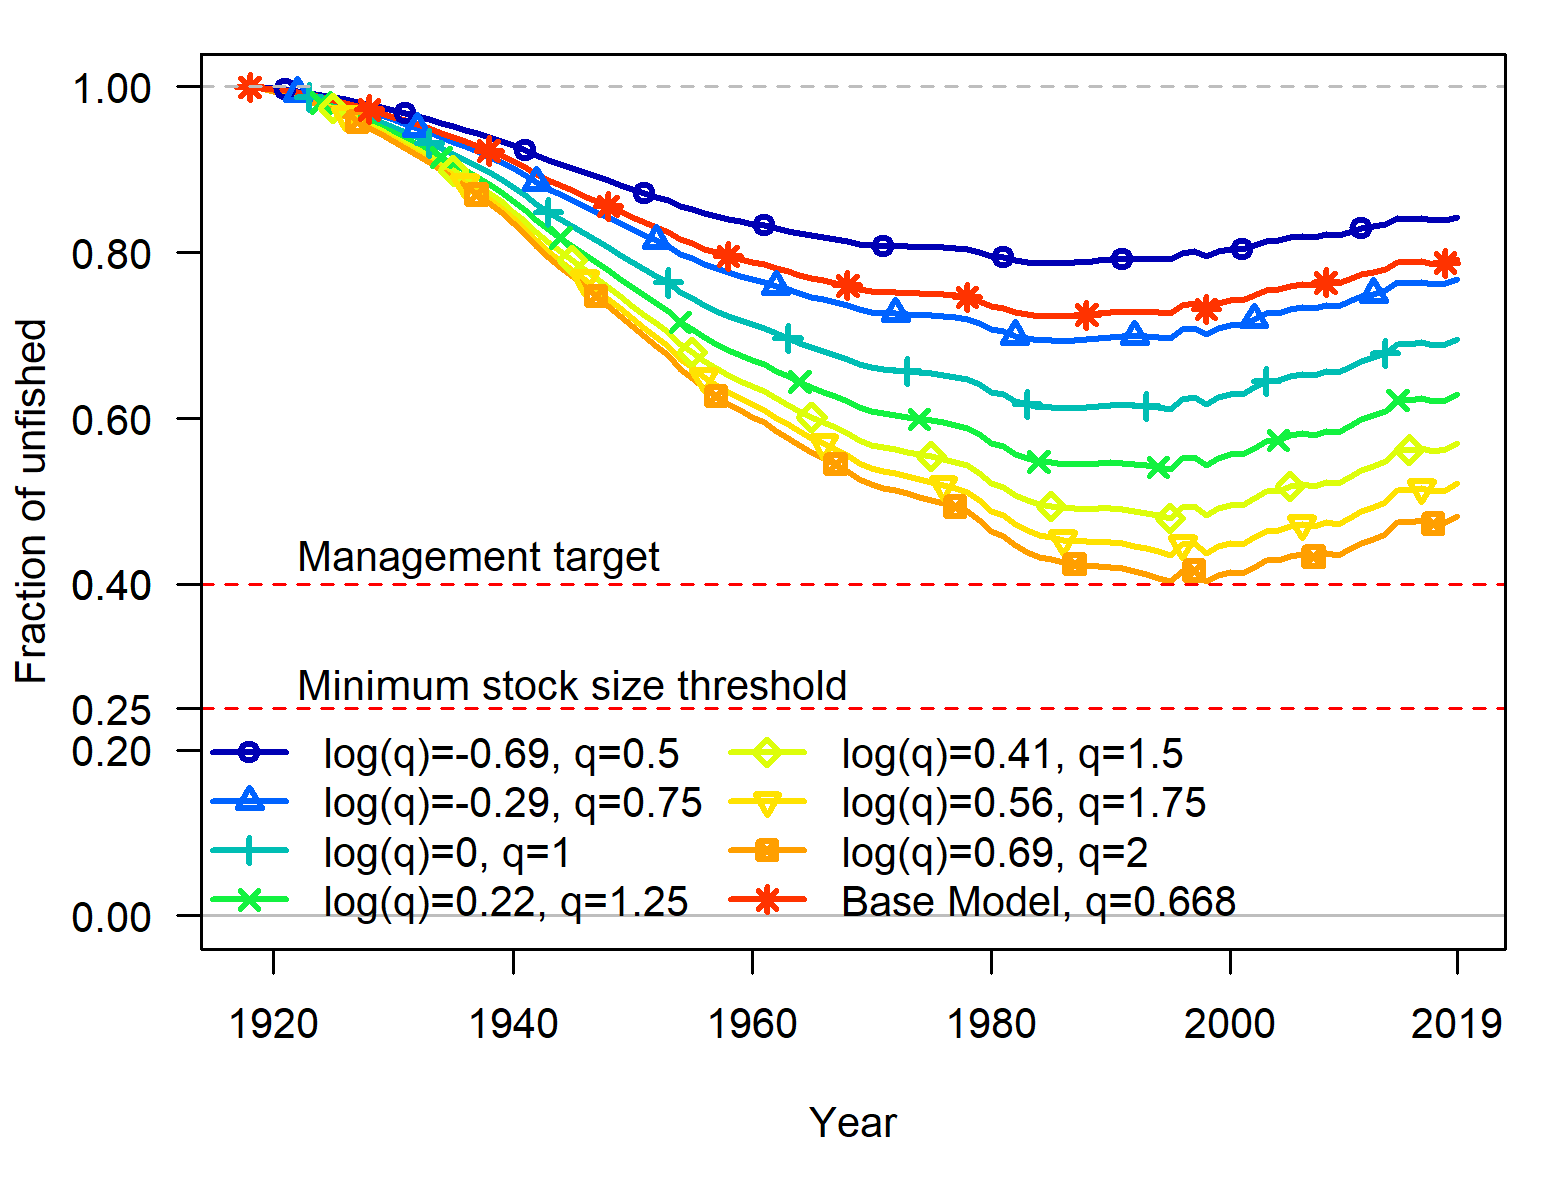 1.00
0.80
0.60
0.40
0.25
0.20
0.00
Fraction of unfished
Management target
Minimum stock size threshold
log(q)=-0.69, q=0.5
log(q)=-0.29, q=0.75
log(q)=0, q=1
log(q)=0.22, q=1.25
log(q)=0.41, q=1.5
log(q)=0.56, q=1.75
log(q)=0.69, q=2
Base Model, q=0.668
1920 1940 1960 1980 2000 2019
Year